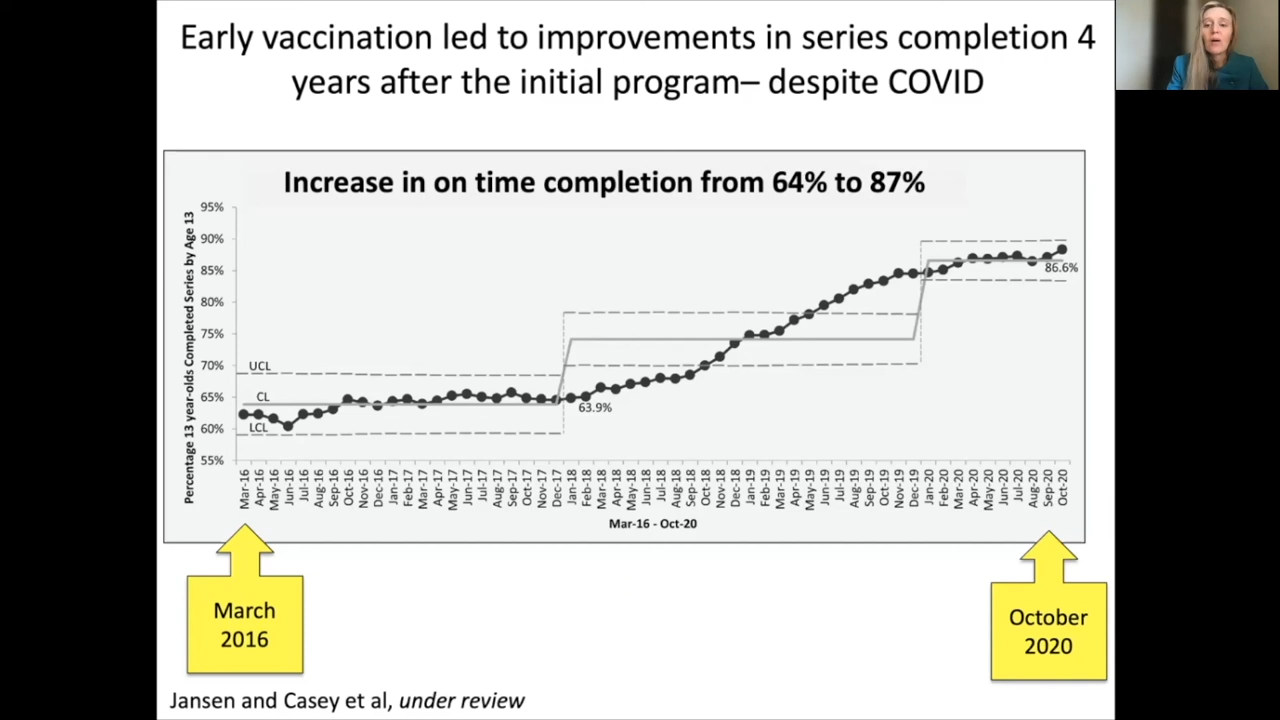 Early vaccination led to improvements in series completion 4
years after the initial program– despite COVID
Increase in on time completion from 64% to 87%
Percentage 13 year-olds Completed Series by Age 13
95%
90%
85%
80%
75%
70%
65%
60%
55%
UCL
CL
LCL
63.9%
86.6%
Mar-16
Apr-16
May-16
Jun-16
Jul-16
Aug-16
Sep-16
Oct-16
Nov-16
Dec-16
Jan-17
Feb-17
Mar-17
Apr-17
May-17
Jun-17
Jul-17
Aug-17
Sep-17
Oct-17
Nov-17
Dec-17
Jan-18
Feb-18
Mar-18
Apr-18
May-18
Jun-18
Jul-18
Aug-18
Sep-18
Oct-18
Nov-18
Dec-18
Jan-19
Feb-19
Mar-19
Apr-19
May-19
Jun-19
Jul-19
Aug-19
Sep-19
Oct-19
Nov-19
Dec-19
Jan-20
Feb-20
Mar-20
Apr-20
May-20
Jun-20
Jul-20
Aug-20
Sep-20
Oct-20
Mar-16 - Oct-20
March
2016
October
2020
Jansen and Casey et al, under review